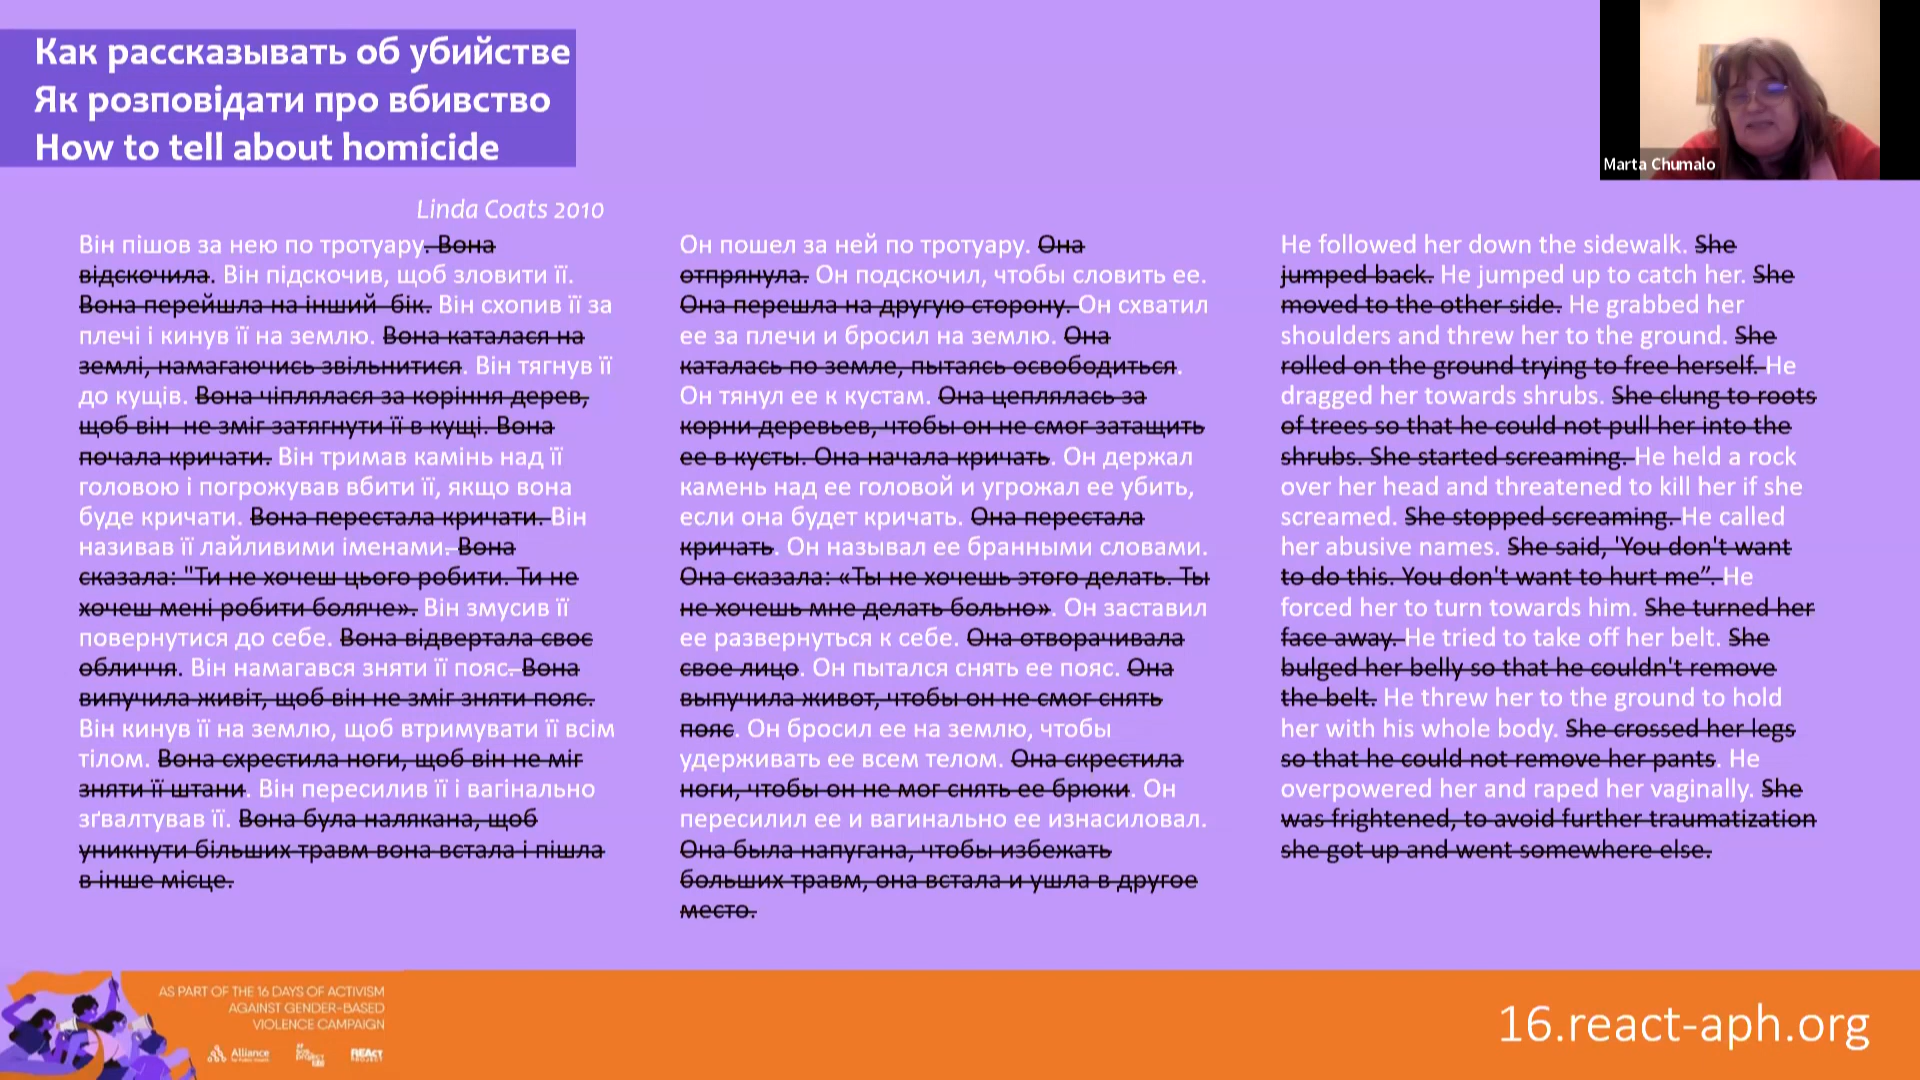 Как рассказывать об убийстве
Як розповідати про вбивство
How to tell about homicide
Marta Chumalo
Linda Coats 2010
Він пішов за нею по тротуару. Вона
відскочила. Він підскочив, щоб зловити її.
Вона перейшла на інший бік. Він схопив її за
плечі і кинув її на землю. Вона каталася на
землі, намагаючись звільнитися. Він тягнув її
до кущів. Вона чіплялася за коріння дерев,
щоб він не зміг затягнути її в кущі. Вона
почала кричати. Він тримав камінь над її
головою і погрожував вбити її, якщо вона
буде кричати. Вона перестала кричати. Він
називав її лайливими іменами. Вона
сказала: "Ти не хочеш цього робити. Ти не
хочеш мені робити боляче». Він змусив її
повернутися до себе. Вона відвертала своє
обличчя. Він намагався зняти її пояс. Вона
випучила живіт, щоб він не зміг зняти пояс.
Він кинув її на землю, щоб втримувати її всім
тілом. Вона схрестила ноги, щоб він не міг
зняти її штани. Він пересилив її і вагінально
зґвалтував її. Вона була налякана, щоб
уникнути більших травм вона встала і пішла
в інше місце.
Он пошел за ней по тротуару. Она
отпрянула. Он подскочил, чтобы словить ее.
Она перешла на другую сторону. Он схватил
ее за плечи и бросил на землю. Она
каталась по земле, пытаясь освободиться.
Он тянул ее к кустам. Она цеплялась за
корни деревьев, чтобы он не смог затащить
ее в кусты. Она начала кричать. Он держал
камень над ее головой и угрожал ее убить,
если она будет кричать. Она перестала
кричать. Он называл ее бранными словами.
Она сказала: «Ты не хочешь этого делать. Ты
не хочешь мне делать больно». Он заставил
ее развернуться к себе. Она отворачивала
свое лицо. Он пытался снять ее пояс. Она
выпучила живот, чтобы он не смог снять
пояс. Он бросил ее на землю, чтобы
удерживать ее всем телом. Она скрестила
ноги, чтобы он не мог снять ее брюки. Он
пересилил ее и вагинально ее изнасиловал.
Она была напугана, чтобы избежать
больших травм, она встала и ушла в другое
место.
He followed her down the sidewalk. She
jumped back. He jumped up to catch her. She
moved to the other side. He grabbed her
shoulders and threw her to the ground. She
rolled on the ground trying to free herself. He
dragged her towards shrubs. She clung to roots
of trees so that he could not pull her into the
shrubs. She started screaming. He held a rock
over her head and threatened to kill her if she
screamed. She stopped screaming. He called
her abusive names. She said, 'You don't want
to do this. You don't want to hurt me”. He
forced her to turn towards him. She turned her
face away. He tried to take off her belt. She
bulged her belly so that he couldn't remove
the belt. He threw her to the ground to hold
her with his whole body. She crossed her legs
so that he could not remove her pants. He
overpowered her and raped her vaginally. She
was frightened, to avoid further traumatization
she got up and went somewhere else.
AS PART OF THE 16 DAYS OF ACTIVISM
AGAINST GENDER-BASED
VIOLENCE CAMPAIGN
Alliance
REAct
16.react-aph.org